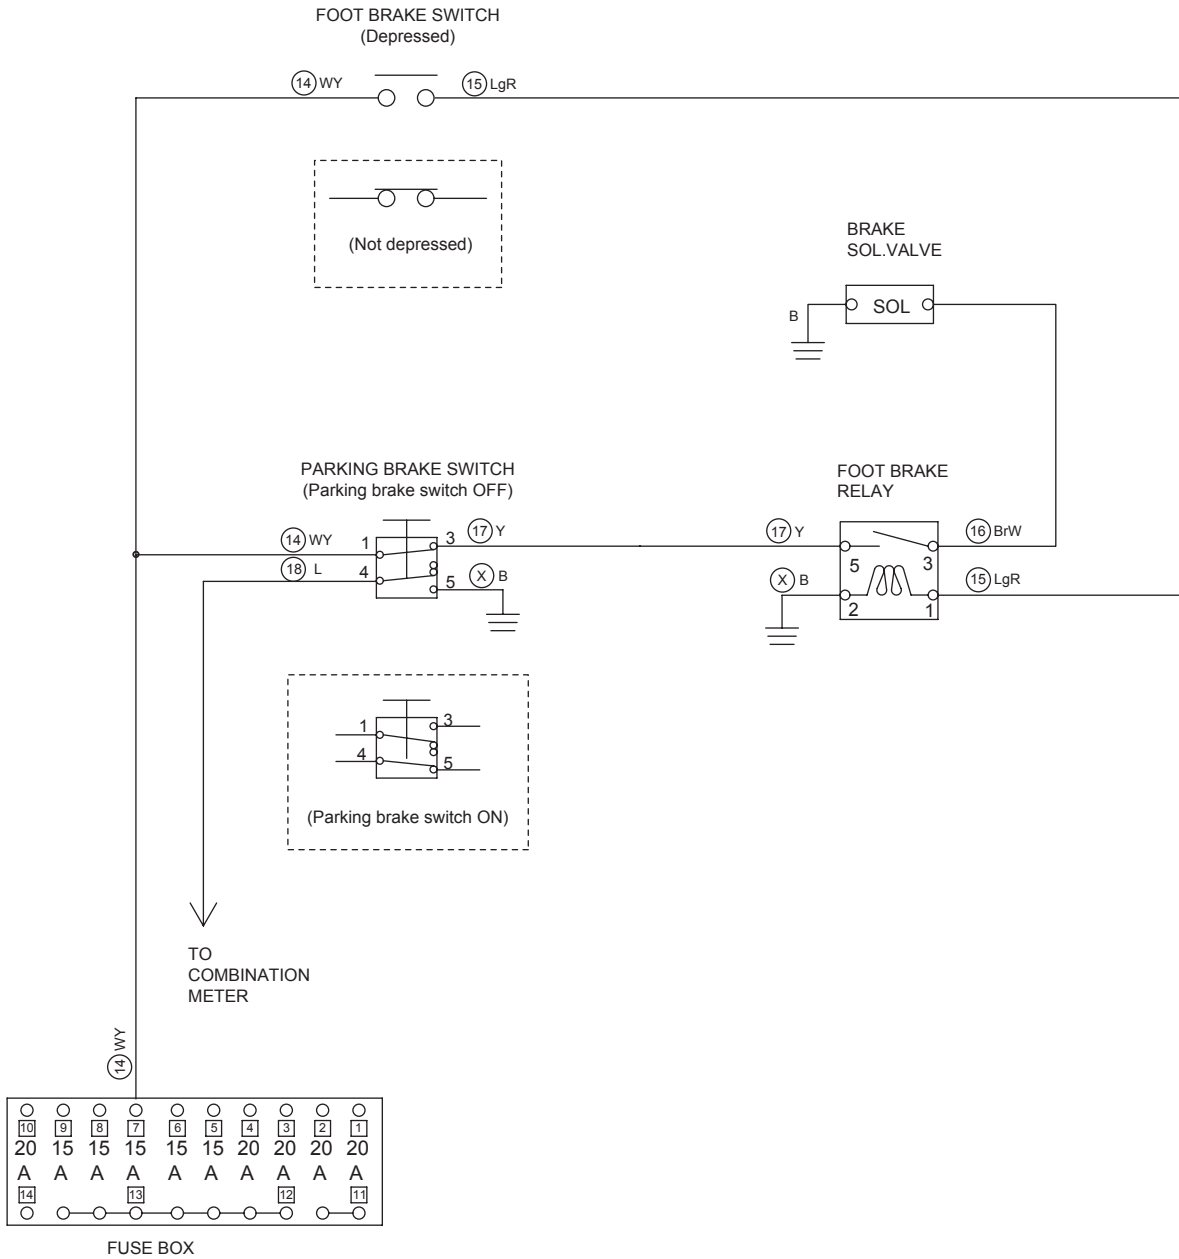 FOOT BRAKE SWITCH
(Depressed)
14 WY
15 LgR
(Not depressed)
BRAKE
SOL.VALVE
SOL
B
PARKING BRAKE SWITCH
(Parking brake switch OFF)
FOOT BRAKE
RELAY
14 WY
1
3
17 Y
17 Y
16 BrW
18 L
4
5
X B
X B
5
3
15 LgR
2
1
1
3
4
5
(Parking brake switch ON)
TO
COMBINATION
METER
14 WY
10 9 8 7 6 5 4 3 2 1
20 15 15 15 15 15 20 20 20 20
A A A A A A A A A A
14 13 12 11
FUSE BOX